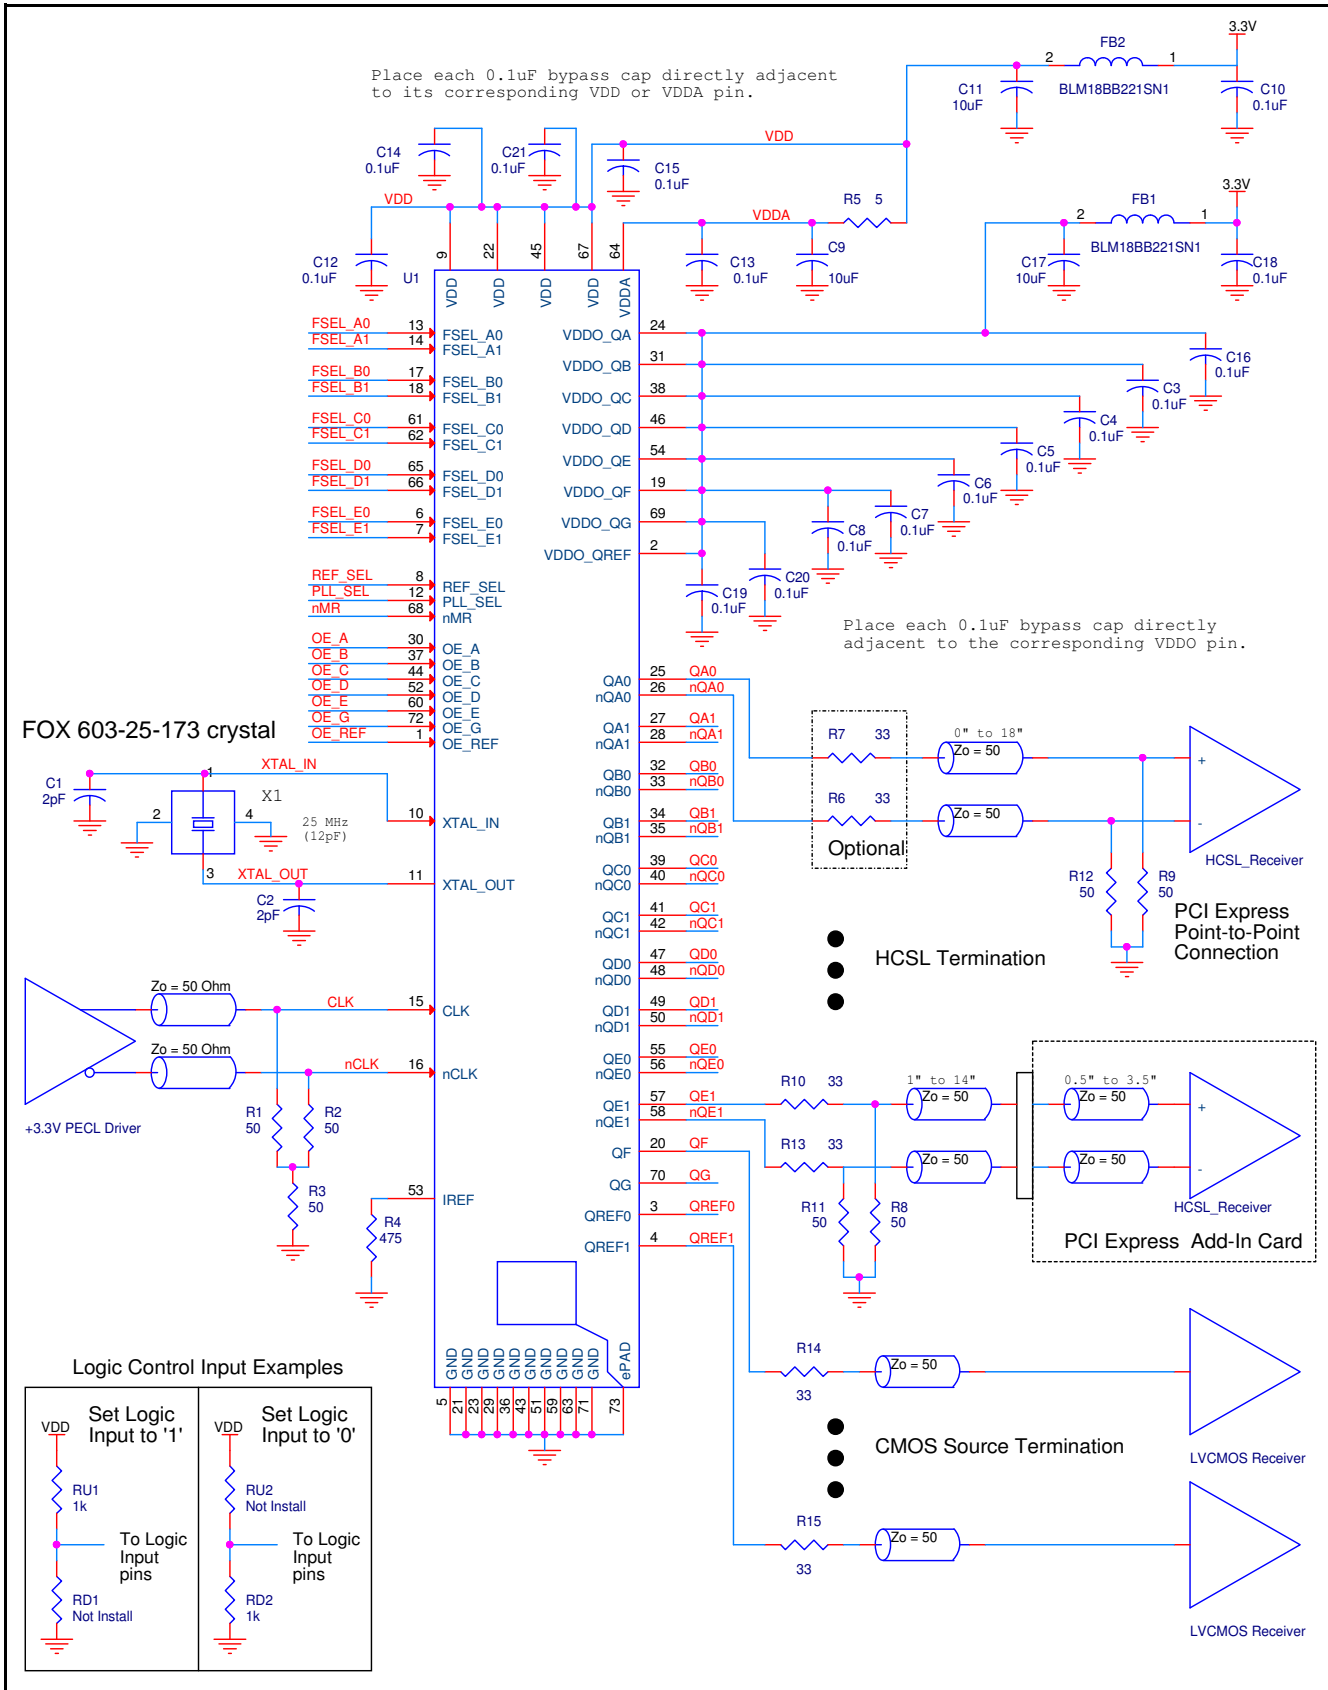 Place each 0.1uF bypass cap directly adjacent
to its corresponding VDD or VDDA pin.
3.3V
FB2
2 1
BLM18BB221SN1
C11
10uF
C10
0.1uF
VDD
C14
0.1uF
C21
0.1uF
C15
0.1uF
VDD
VDDA
R5 5
3.3V
FB1
2 1
BLM18BB221SN1
C12
0.1uF
C13
0.1uF
C9
10uF
C17
10uF
C18
0.1uF
U1
9 22 45 67 64
VDD VDD VDD VDD VDDA
FSEL_A0 13 FSEL_A0
FSEL_A1 14 FSEL_A1
FSEL_B0 17 FSEL_B0
FSEL_B1 18 FSEL_B1
FSEL_C0 61 FSEL_C0
FSEL_C1 62 FSEL_C1
FSEL_D0 65 FSEL_D0
FSEL_D1 66 FSEL_D1
FSEL_E0 6 FSEL_E0
FSEL_E1 7 FSEL_E1
REF_SEL 8 REF_SEL
PLL_SEL 12 PLL_SEL
nMR 68 nMR
OE_A 30 OE_A
OE_B 37 OE_B
OE_C 44 OE_C
OE_D 52 OE_D
OE_E 60 OE_E
OE_G 72 OE_G
OE_REF 1 OE_REF
VDDO_QA 24
VDDO_QB 31
VDDO_QC 38
VDDO_QD 46
VDDO_QE 54
VDDO_QF 19
VDDO_QG 69
VDDO_QREF 2
C16
0.1uF
C3
0.1uF
C4
0.1uF
C5
0.1uF
C6
0.1uF
C7
0.1uF
C8
0.1uF
C20
0.1uF
C19
0.1uF
Place each 0.1uF bypass cap directly
adjacent to the corresponding VDDO pin.
FOX 603-25-173 crystal
C1
2pF
1
XTAL_IN
X1
2 4
25 MHz
(12pF)
3
XTAL_OUT
C2
2pF
10 XTAL_IN
11 XTAL_OUT
QA0 25 QA0
nQA0 26 nQA0
QA1 27 QA1
nQA1 28 nQA1
QB0 32 QB0
nQB0 33 nQB0
QB1 34 QB1
nQB1 35 nQB1
QC0 39 QC0
nQC0 40 nQC0
QC1 41 QC1
nQC1 42 nQC1
QD0 47 QD0
nQD0 48 nQD0
QD1 49 QD1
nQD1 50 nQD1
QE0 55 QE0
nQE0 56 nQE0
QE1 57 QE1
nQE1 58 nQE1
QF 20 QF
QG 70 QG
QREF0 3 QREF0
QREF1 4 QREF1
R7 33
R6 33
Optional
0" to 18"
Zo = 50
Zo = 50
+
-
HCSL_Receiver
R12
50
R9
50
PCI Express
Point-to-Point
Connection
HCSL Termination
Zo = 50 Ohm
CLK 15 CLK
Zo = 50 Ohm
nCLK 16 nCLK
+3.3V PECL Driver
R1
50
R2
50
R3
50
53 IREF
R4
475
R10 33
R13 33
R11
50
R8
50
1" to 14"
Zo = 50
Zo = 50
0.5" to 3.5"
Zo = 50
Zo = 50
+
-
HCSL_Receiver
PCI Express Add-In Card
GND GND GND GND GND GND GND GND GND GND ePAD
5 21 23 29 36 43 51 59 63 71 73
R14
33
Zo = 50
LVCMOS Receiver
CMOS Source Termination
R15
33
Zo = 50
LVCMOS Receiver
Logic Control Input Examples
Set Logic
Input to '1'
VDD
RU1
1k
To Logic
Input
pins
RD1
Not Install
Set Logic
Input to '0'
VDD
RU2
Not Install
To Logic
Input
pins
RD2
1k